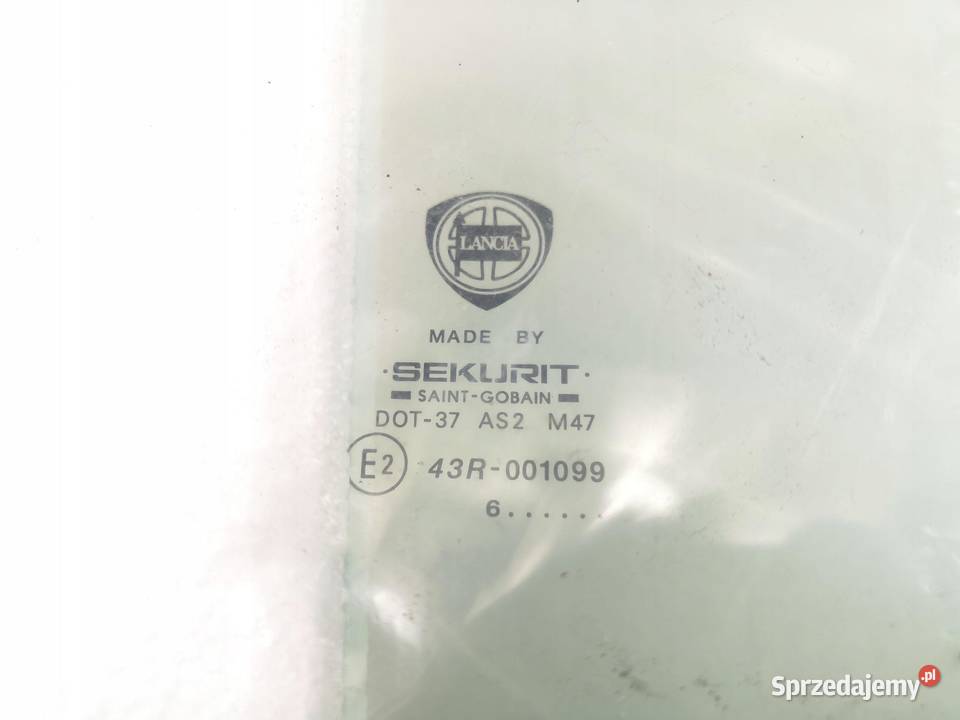 LANCIA
MADE BY
·SEKURIT·
SAINT-GOBAIN
DOT-37 AS2 M47
E2 43R-001099
6......
Sprzedajemy.pl